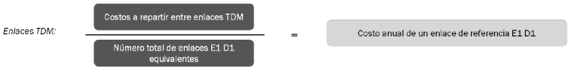 Costos a repartir entre enlaces TDM
Enlaces TDM:
=
Costo anual de un enlace de referencia E1 D1
Número total de enlaces E1 D1
equivalentes